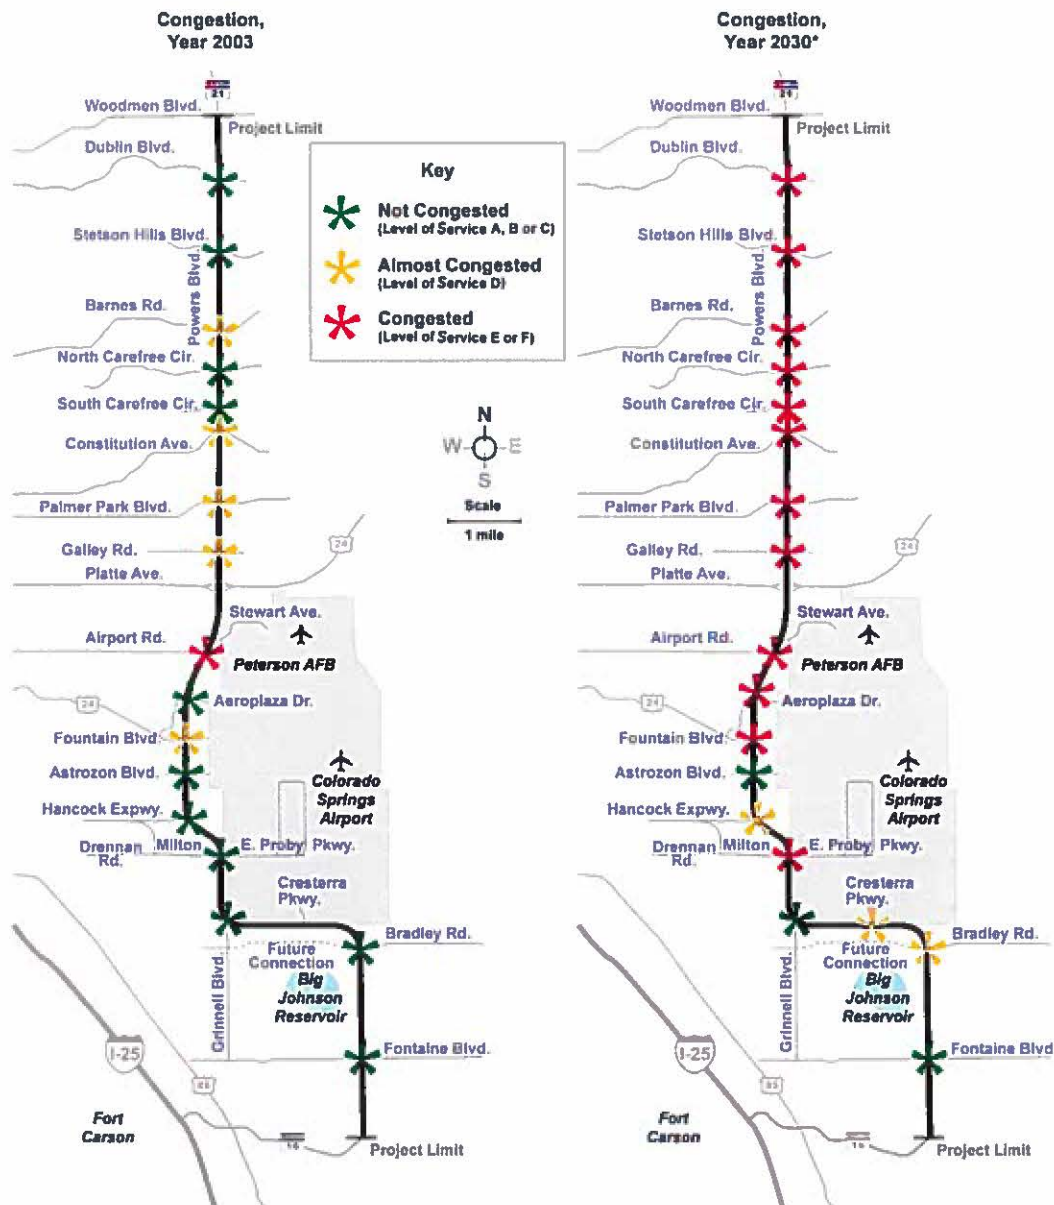 Congestion,
Year 2003
21
Woodmen Blvd.
Project Limit
Dublin Blvd.
Stetson Hills Blvd.
Powers Blvd.
Barnes Rd.
North Carefree Cir.
South Carefree Cir.
Constitution Ave.
Palmer Park Blvd.
Galley Rd.
24
Platte Ave.
Stewart Ave.
Airport Rd.
Peterson AFB
24
Aeroplaza Dr.
Fountain Blvd.
Astrozon Blvd.
Colorado
Springs
Airport
Hancock Expwy.
Drennan
Rd.
Milton
E. Proby Pkwy.
Cresterra
Pkwy.
Bradley Rd.
Future
Connection
Grinnell Blvd.
Big
Johnson
Reservoir
I-25
Fontaine Blvd.
85
Fort
Carson
16
Project Limit
Key
Not Congested
(Level of Service A, B or C)
Almost Congested
(Level of Service D)
Congested
(Level of Service E or F)
N
W E
S
Scale
1 mile
Congestion,
Year 2030*
21
Woodmen Blvd.
Project Limit
Dublin Blvd.
Stetson Hills Blvd.
Powers Blvd.
Barnes Rd.
North Carefree Cir.
South Carefree Cir.
Constitution Ave.
Palmer Park Blvd.
Galley Rd.
24
Platte Ave.
Stewart Ave.
Airport Rd.
Peterson AFB
24
Aeroplaza Dr.
Fountain Blvd.
Astrozon Blvd.
Colorado
Springs
Airport
Hancock Expwy.
Drennan
Rd.
Milton
E. Proby Pkwy.
Cresterra
Pkwy.
Bradley Rd.
Future
Connection
Grinnell Blvd.
Big
Johnson
Reservoir
I-25
Fontaine Blvd
85
Fort
Carson
16
Project Limit